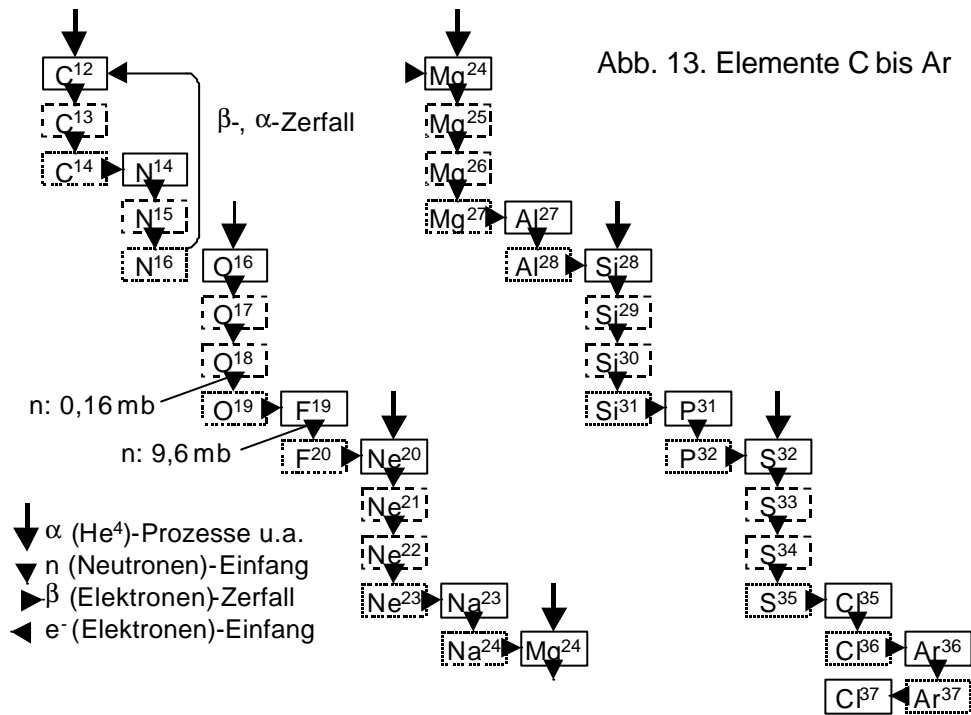 Abb. 13. Elemente C bis Ar
C¹²
C¹³
C¹⁴
N¹⁴
N¹⁵
N¹⁶
β-, α-Zerfall
O¹⁶
O¹⁷
O¹⁸
n: 0,16 mb
O¹⁹
F¹⁹
n: 9,6 mb
F²⁰
Ne²⁰
Ne²¹
Ne²²
Ne²³
Na²³
Na²⁴
Mg²⁴
Mg²⁴
Mg²⁵
Mg²⁶
Mg²⁷
Al²⁷
Al²⁸
Si²⁸
Si²⁹
Si³⁰
Si³¹
P³¹
P³²
S³²
S³³
S³⁴
S³⁵
Cl³⁵
Cl³⁶
Ar³⁶
Cl³⁷
Ar³⁷
α (He⁴)-Prozesse u.a.
n (Neutronen)-Einfang
β (Elektronen)-Zerfall
e⁻(Elektronen)-Einfang